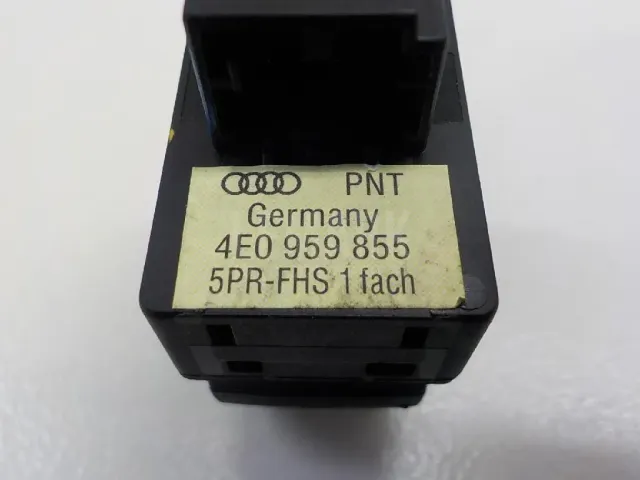 PNT
Germany
4E0 959 855
5PR-FHS 1 fach